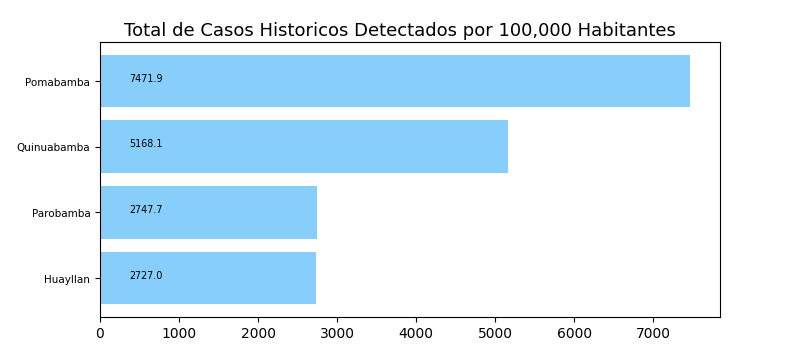 Total de Casos Historicos Detectados por 100,000 Habitantes
Pomabamba 7471.9
Quinuabamba 5168.1
Parobamba 2747.7
Huayllan 2727.0
0 1000 2000 3000 4000 5000 6000 7000